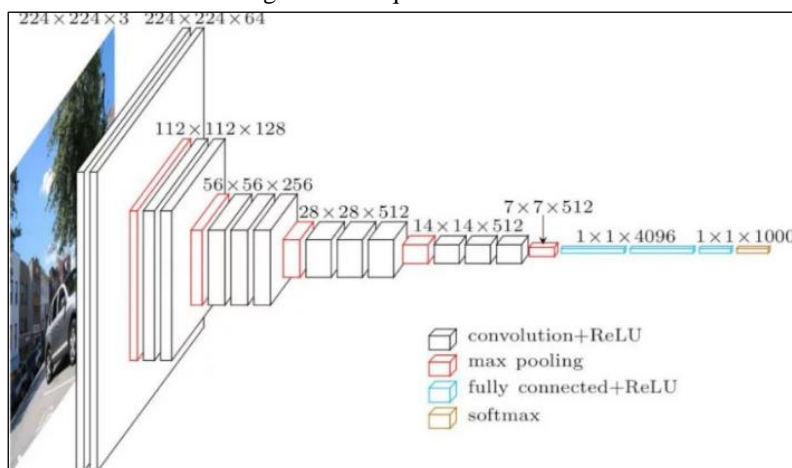 224×224×3
224×224×64
112×112×128
56×56×256
28×28×512
14×14×512
7×7×512
1×1×4096
1×1×1000
convolution+ReLU
max pooling
fully connected+ReLU
softmax